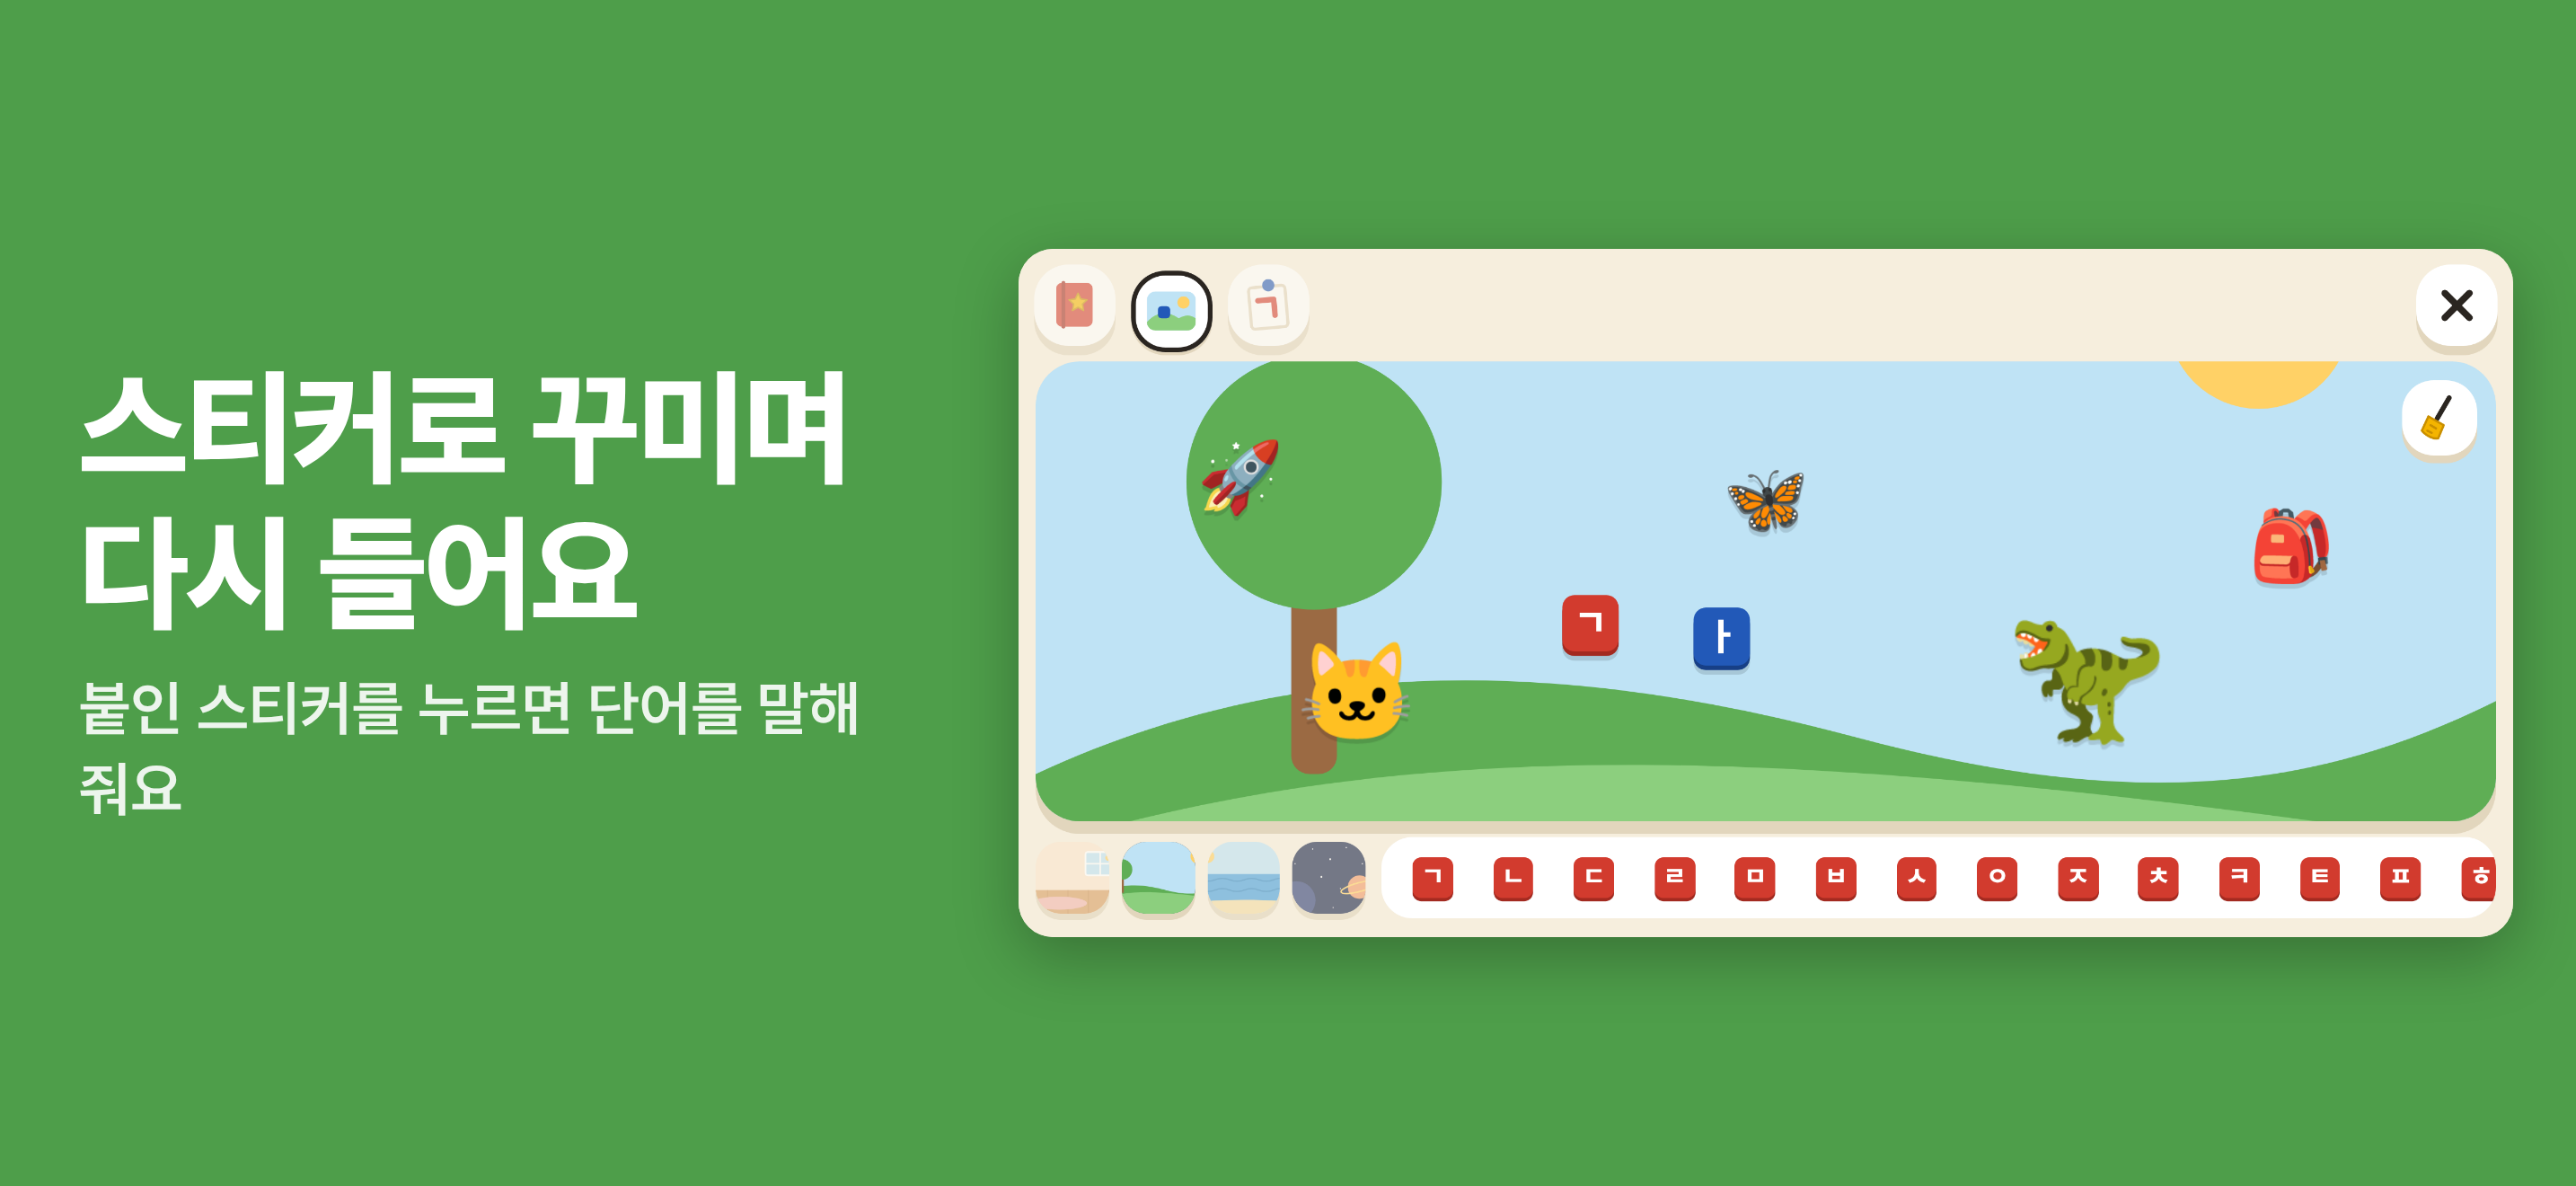 스티커로 꾸미며
다시 들어요
붙인 스티커를 누르면 단어를 말해
줘요
ㄱ
ㄱ ㅏ
ㄱ ㄴ ㄷ ㄹ ㅁ ㅂ ㅅ ㅇ ㅈ ㅊ ㅋ ㅌ ㅍ ㅎ